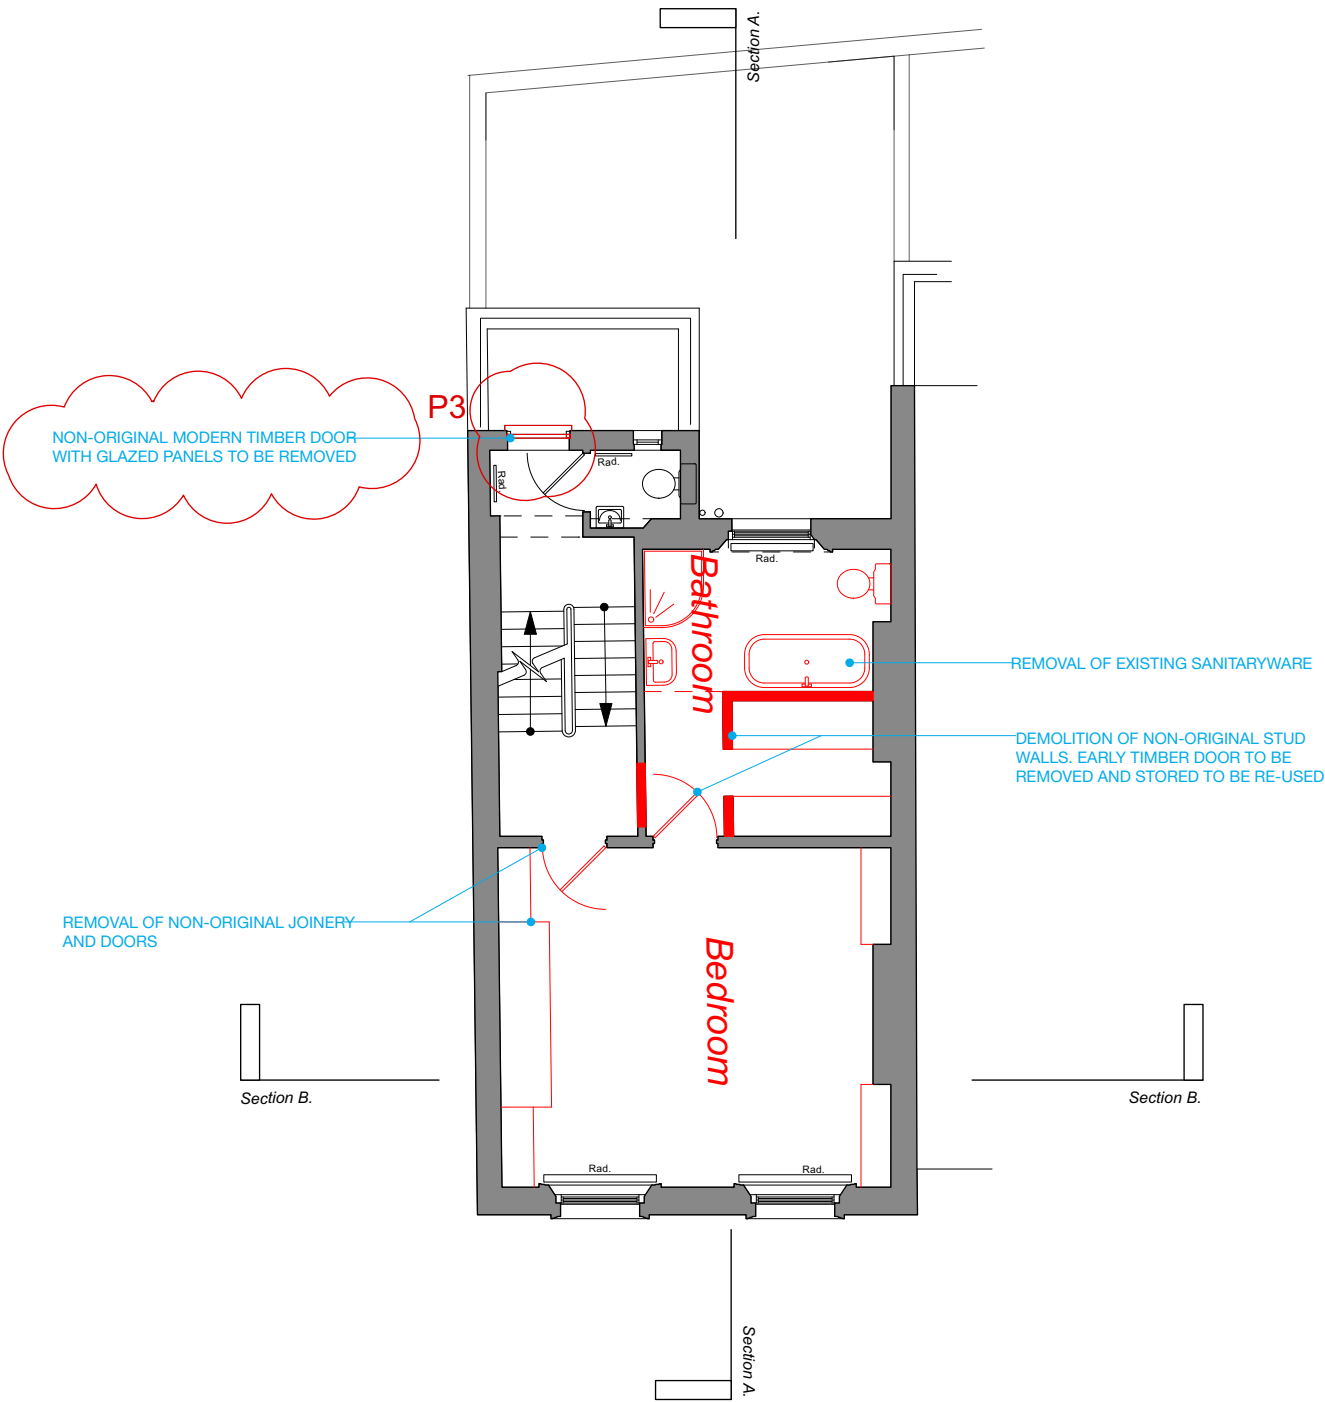 Section A.
P3
NON-ORIGINAL MODERN TIMBER DOOR
WITH GLAZED PANELS TO BE REMOVED
Rad.
Rad.
Rad.
Bathroom
REMOVAL OF EXISTING SANITARYWARE
DEMOLITION OF NON-ORIGINAL STUD
WALLS. EARLY TIMBER DOOR TO BE
REMOVED AND STORED TO BE RE-USED
REMOVAL OF NON-ORIGINAL JOINERY
AND DOORS
Bedroom
Section B.
Section B.
Rad.
Rad.
Section A.